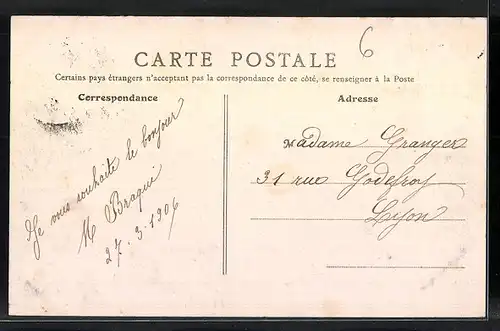 6
CARTE POSTALE
Certains pays étrangers n'acceptant pas la correspondance de ce côté, se renseigner à la Poste
Correspondance
Je vous souhaite le bonjour
M Braqui
27.3.1906
Adresse
Madame Granger
31 rue Godefroy
Lyon